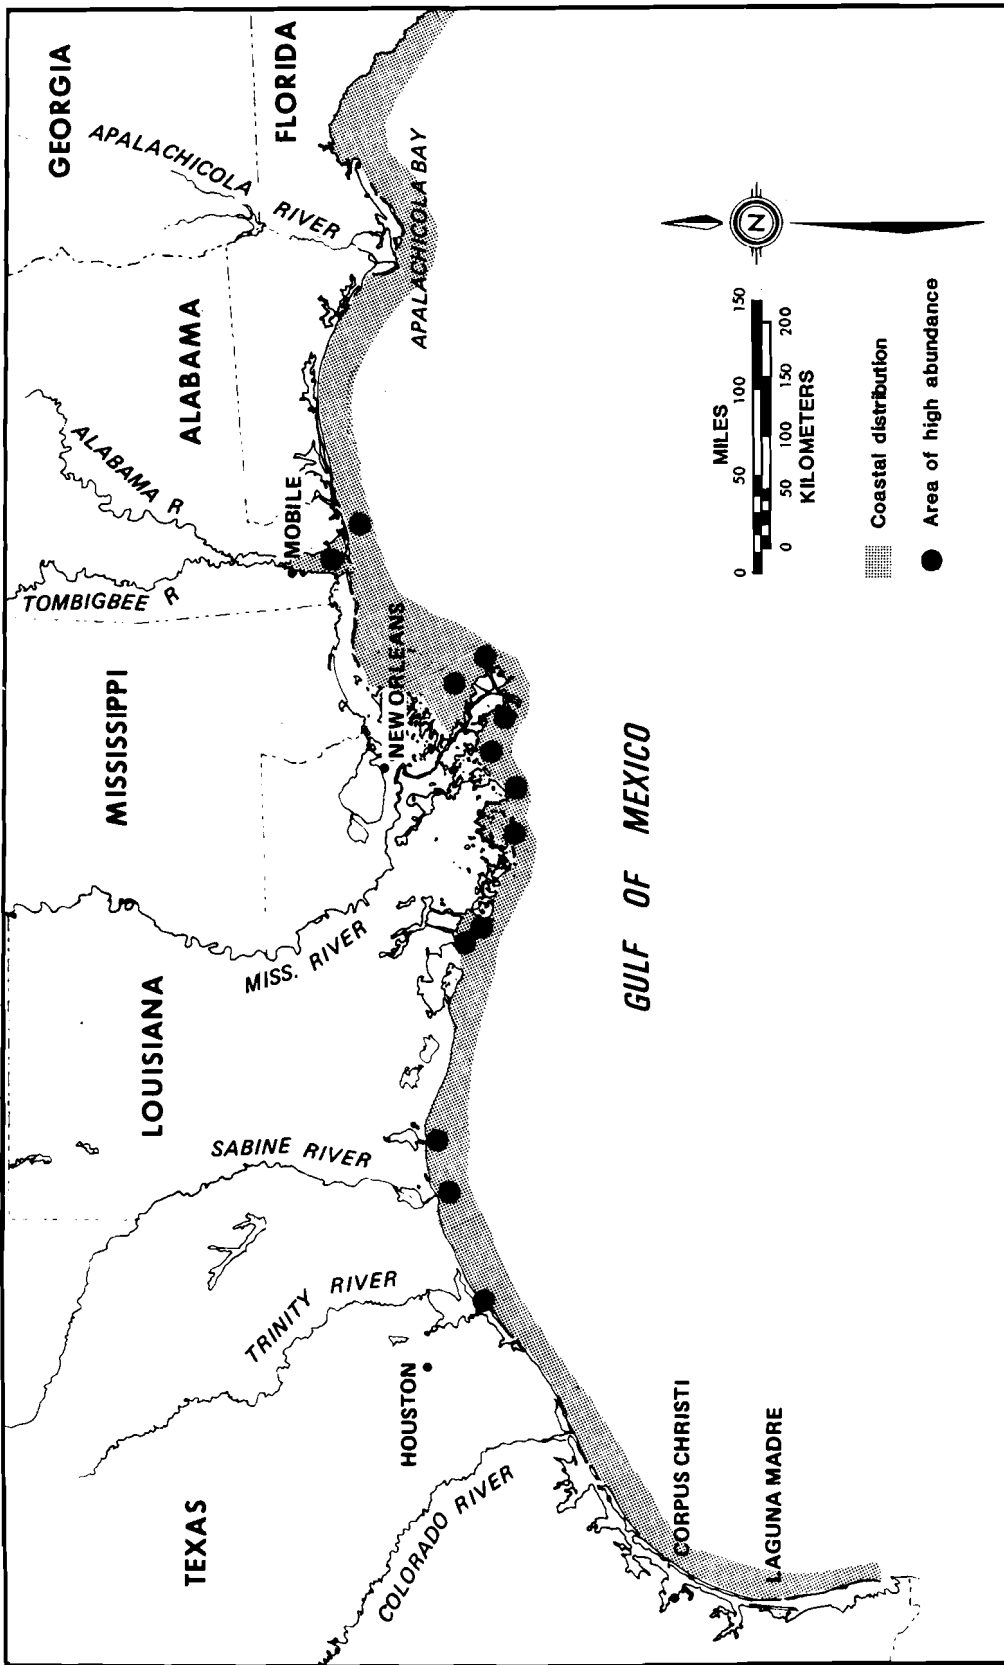 GEORGIA
APALACHICOLA
RIVER
FLORIDA
APALACHICOLA BAY
ALABAMA
ALABAMA R
MOBILE
TOMBIGBEE R
MISSISSIPPI
NEW ORLEANS
MISS. RIVER
LOUISIANA
SABINE RIVER
TRINITY RIVER
HOUSTON
TEXAS
COLORADO RIVER
CORPUS CHRISTI
LAGUNA MADRE
GULF OF MEXICO
N
MILES
0 50 100 150
0 50 100 150 200
KILOMETERS
Coastal distribution
Area of high abundance